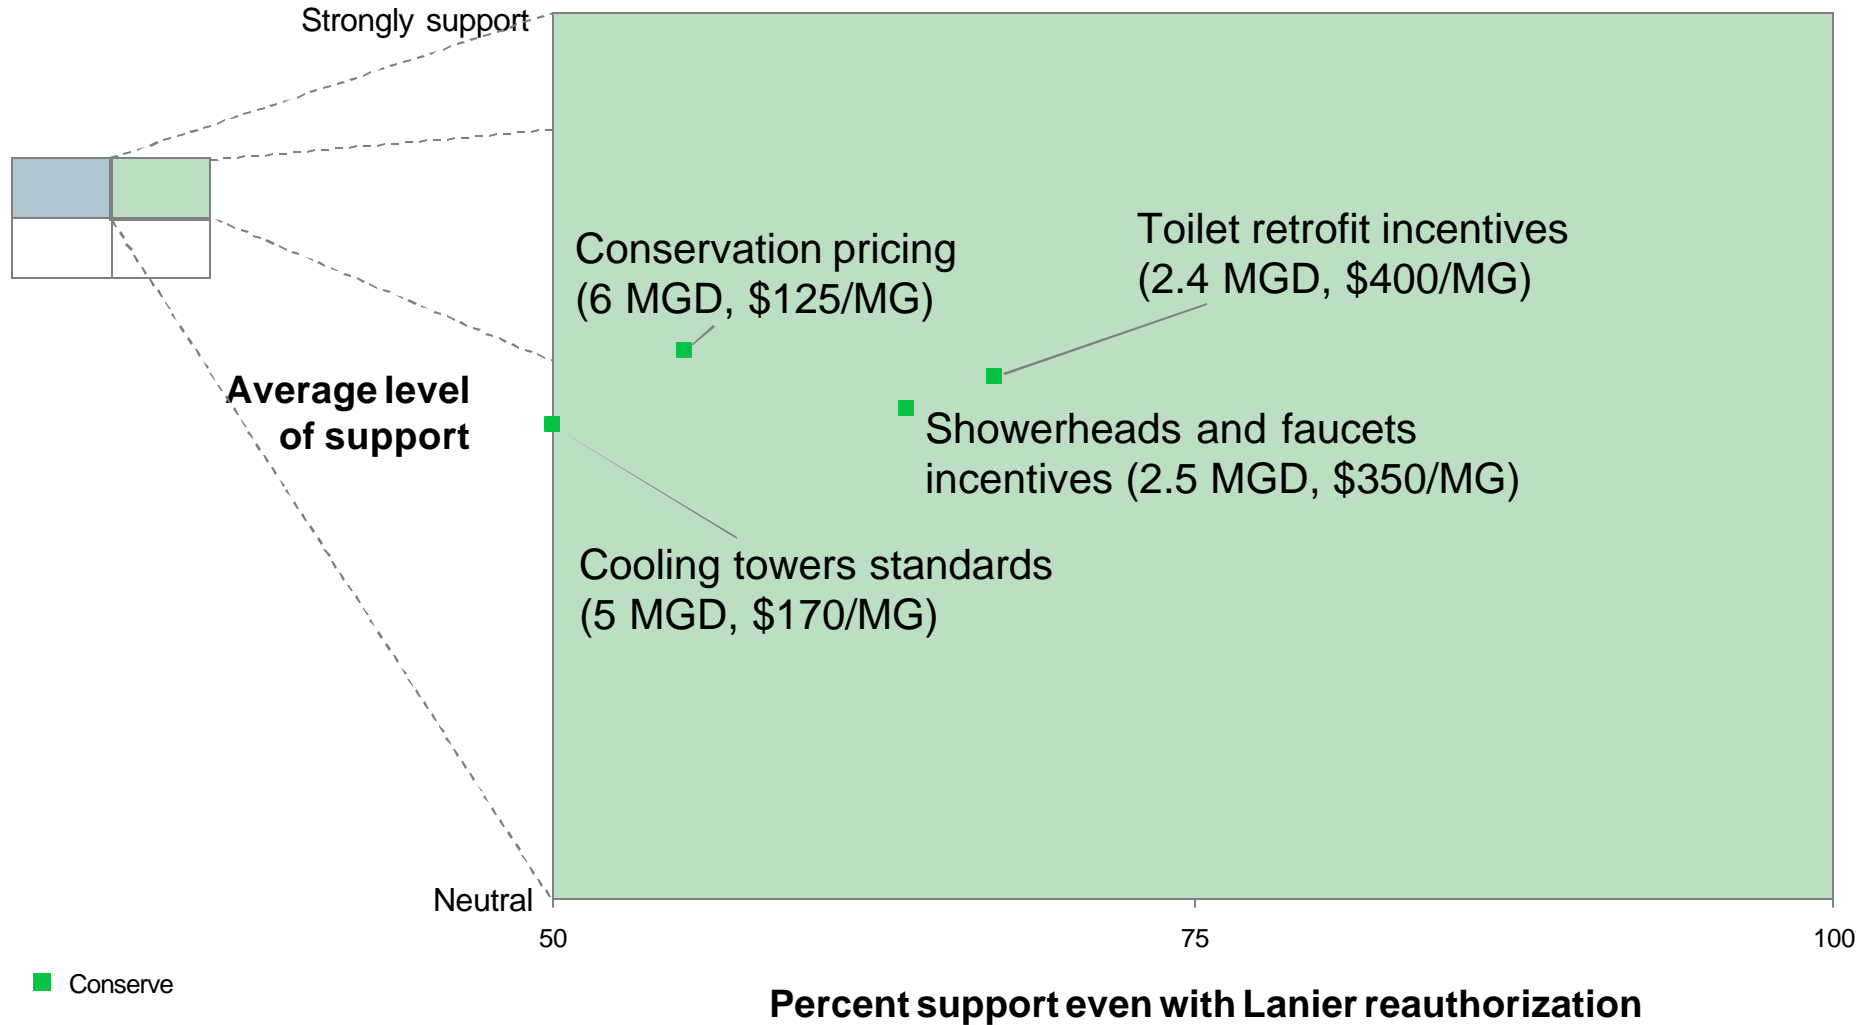 Strongly support
Toilet retrofit incentives
(2.4 MGD, $400/MG)
Conservation pricing
(6 MGD, $125/MG)
Average level
of support
Showerheads and faucets
incentives (2.5 MGD, $350/MG)
Cooling towers standards
(5 MGD, $170/MG)
Neutral
50
75
100
Conserve
Percent support even with Lanier reauthorization